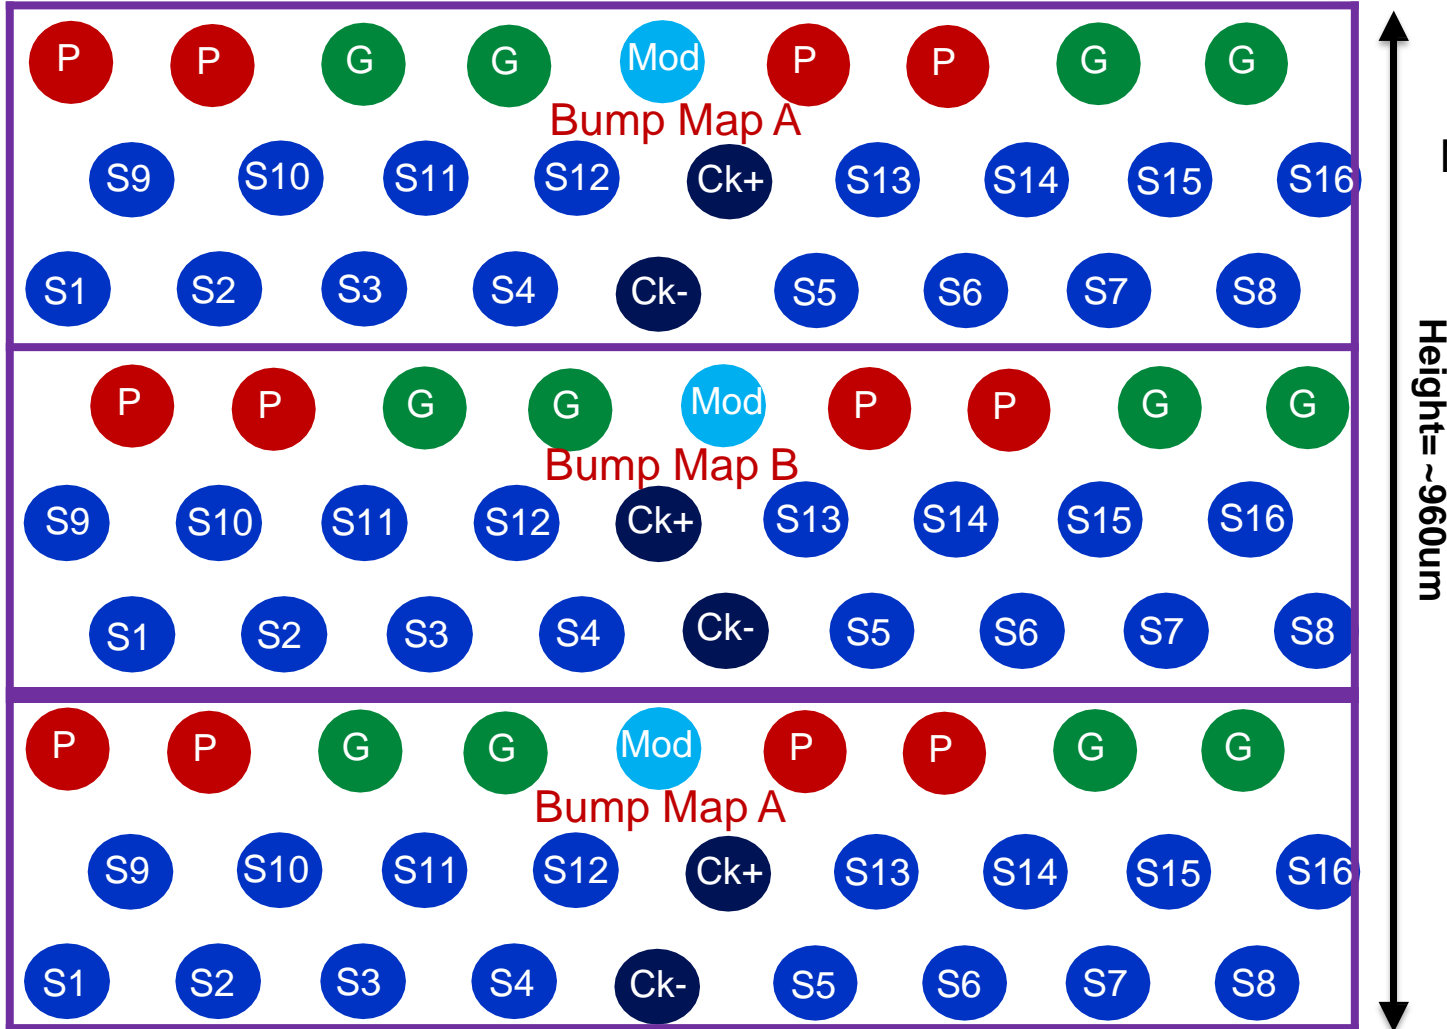 P P G G Mod P P G G
Bump Map A
S9 S10 S11 S12 Ck+ S13 S14 S15 S16
S1 S2 S3 S4 Ck- S5 S6 S7 S8
P P G G Mod P P G G
Bump Map B
S9 S10 S11 S12 Ck+ S13 S14 S15 S16
S1 S2 S3 S4 Ck- S5 S6 S7 S8
P P G G Mod P P G G
Bump Map A
S9 S10 S11 S12 Ck+ S13 S14 S15 S16
S1 S2 S3 S4 Ck- S5 S6 S7 S8
Height= ~960um